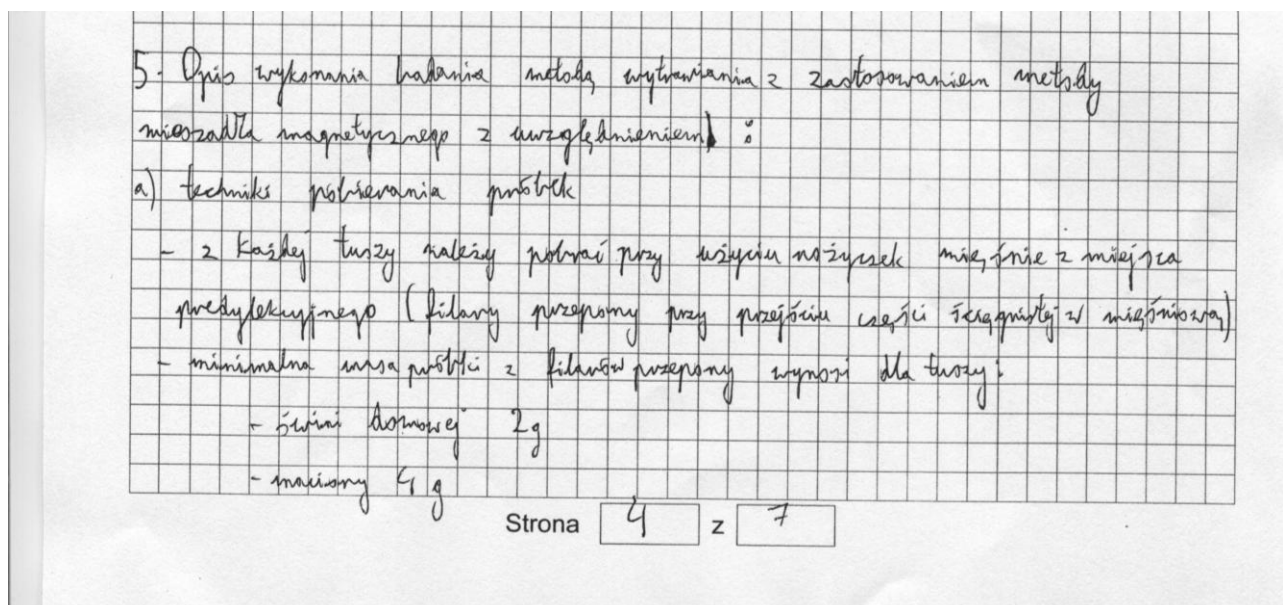 5. Opis wykonania badania metodą wytrawiania z zastosowaniem metody
mieszadła magnetycznego z uwzględnieniem :
a) techniki pobierania próbek
- z każdej tuszy należy pobrać przy użyciu nożyczek mięśnie z miejsca
predylekcyjnego (filary przepony przy przejściu części ścięgnistej w mięśniową)
- minimalna masa próbki z filarów przepony wynosi dla tuszy:
- świni domowej 2g
- maciory 4 g
Strona 4 z 7